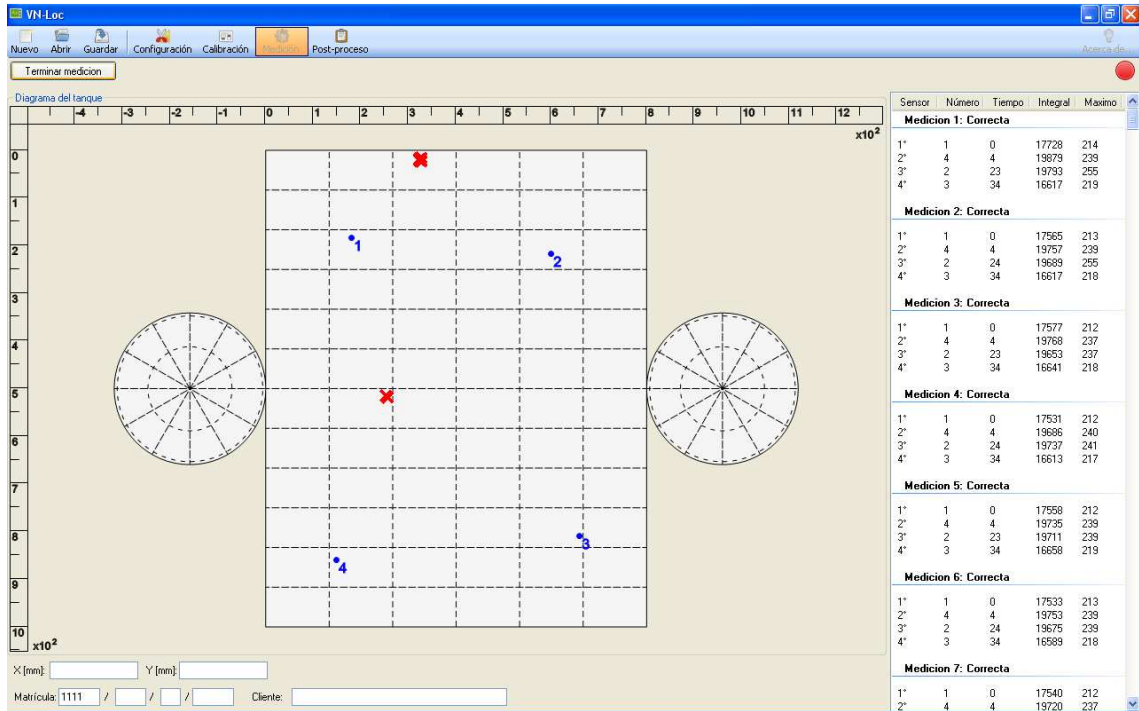 VN-Loc
Nuevo Abrir Guardar Configuración Calibración Medición Post-proceso Acerca de...
Terminar medicion
Diagrama del tanque
-4 -3 -2 -1 0 1 2 3 4 5 6 7 8 9 10 11 12
x10²
0
1
2
3
4
5
6
7
8
9
10
x10²
1
2
3
4
X [mm]: Y [mm]:
Matrícula: 1111 / / / Cliente:
Sensor Número Tiempo Integral Maximo
Medicion 1: Correcta
1° 1 0 17728 214
2° 4 4 19879 239
3° 2 23 19793 255
4° 3 34 16617 219
Medicion 2: Correcta
1° 1 0 17565 213
2° 4 4 19757 239
3° 2 24 19689 255
4° 3 34 16617 218
Medicion 3: Correcta
1° 1 0 17577 212
2° 4 4 19768 237
3° 2 23 19653 237
4° 3 34 16641 218
Medicion 4: Correcta
1° 1 0 17531 212
2° 4 4 19686 240
3° 2 24 19737 241
4° 3 34 16613 217
Medicion 5: Correcta
1° 1 0 17558 212
2° 4 4 19735 239
3° 2 23 19711 239
4° 3 34 16658 219
Medicion 6: Correcta
1° 1 0 17533 213
2° 4 4 19753 239
3° 2 24 19675 239
4° 3 34 16589 218
Medicion 7: Correcta
1° 1 0 17540 212
2° 4 4 19720 237